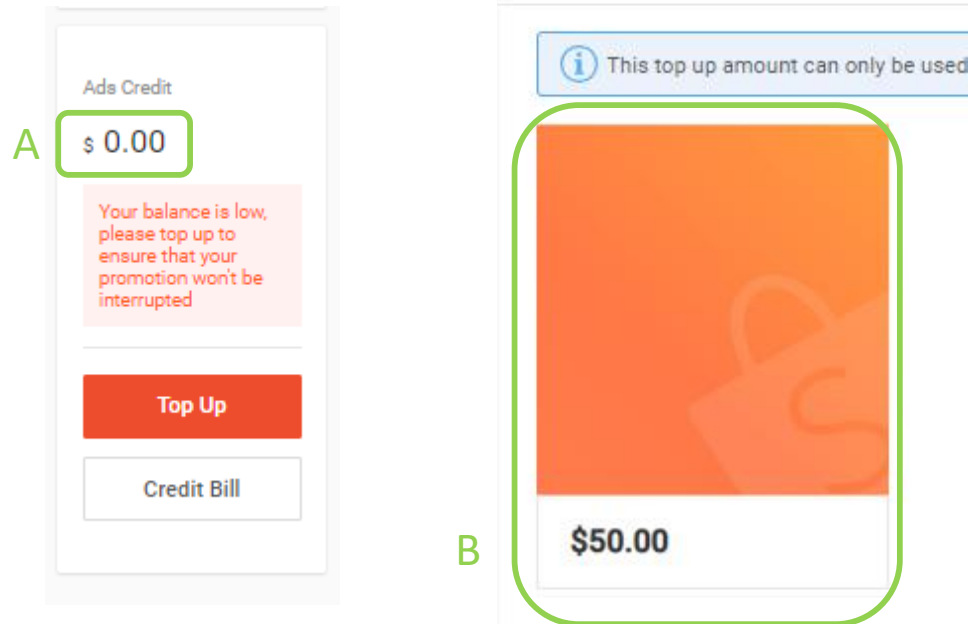 Ads Credit
A
$ 0.00
Your balance is low,
please top up to
ensure that your
promotion won't be
interrupted
Top Up
Credit Bill
This top up amount can only be used
S
B
$50.00